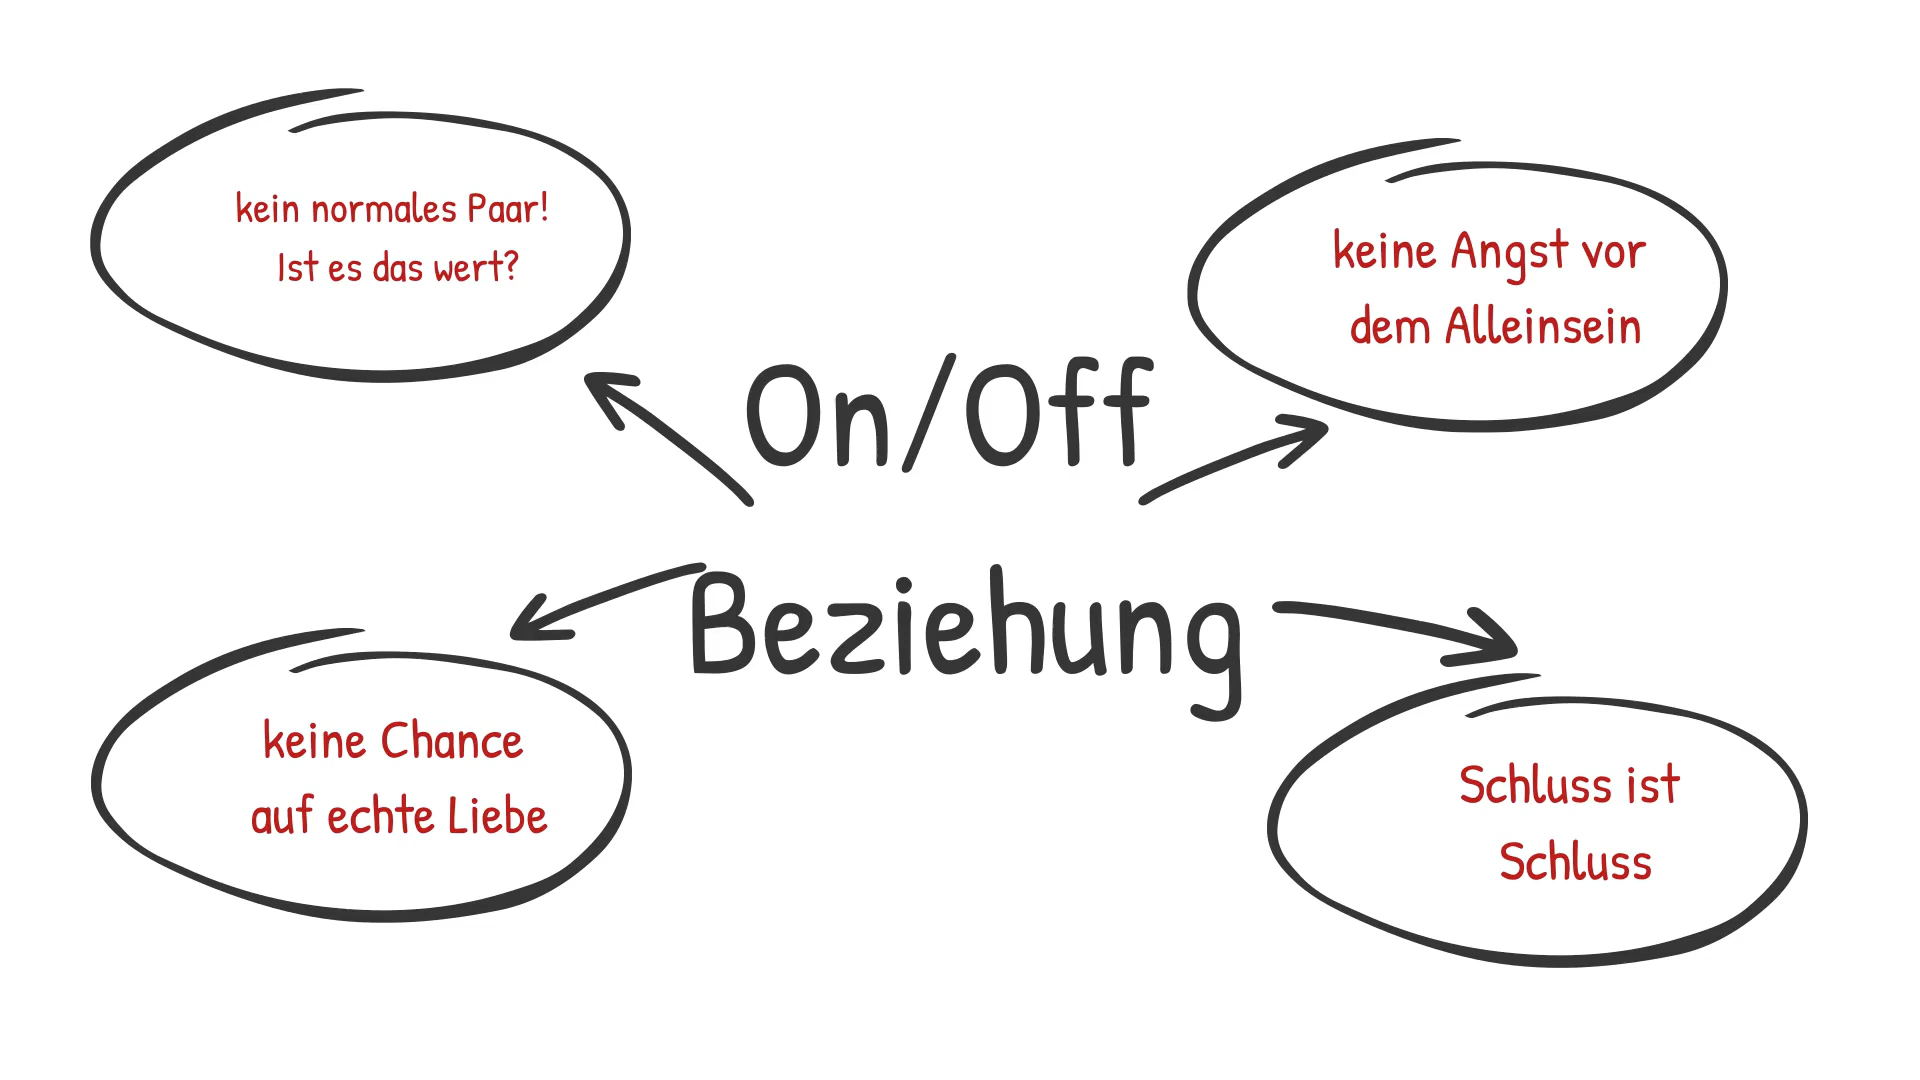 kein normales Paar!
Ist es das wert?
keine Angst vor
dem Alleinsein
On/Off
Beziehung
keine Chance
auf echte Liebe
Schluss ist
Schluss